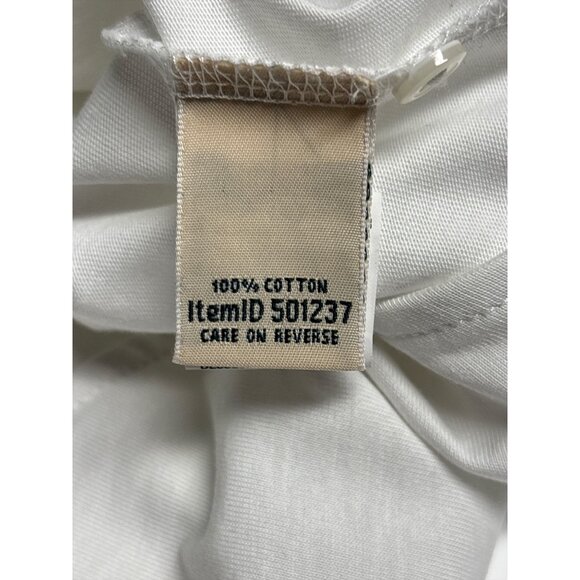 100% COTTON
ItemID 501237
CARE ON REVERSE